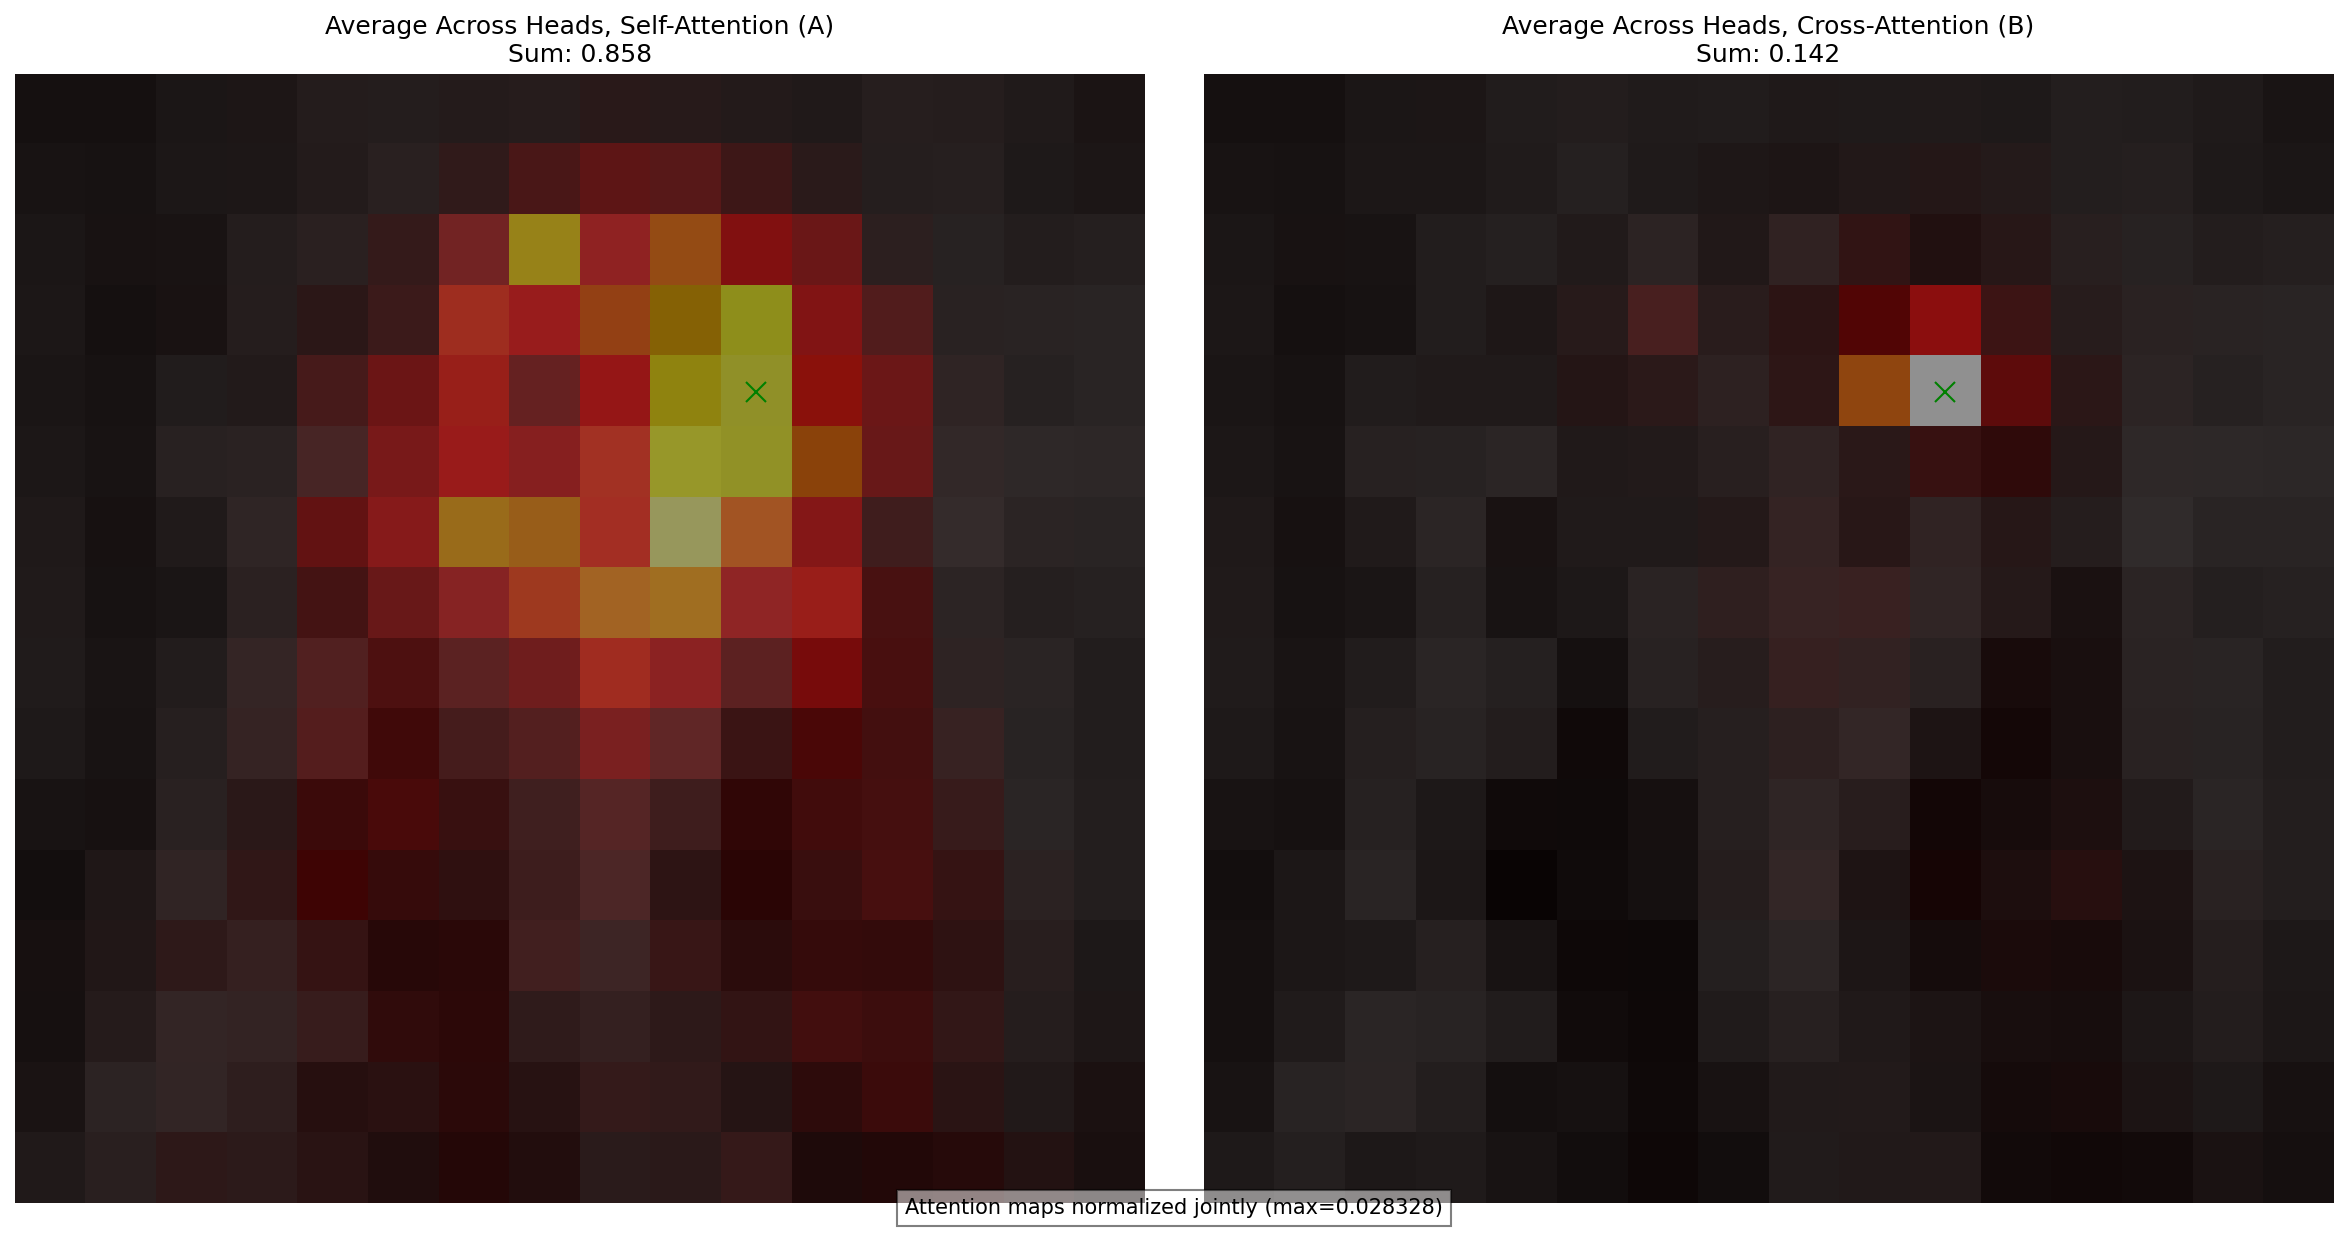 Average Across Heads, Self-Attention (A)
Sum: 0.858
Average Across Heads, Cross-Attention (B)
Sum: 0.142
Attention maps normalized jointly (max=0.028328)